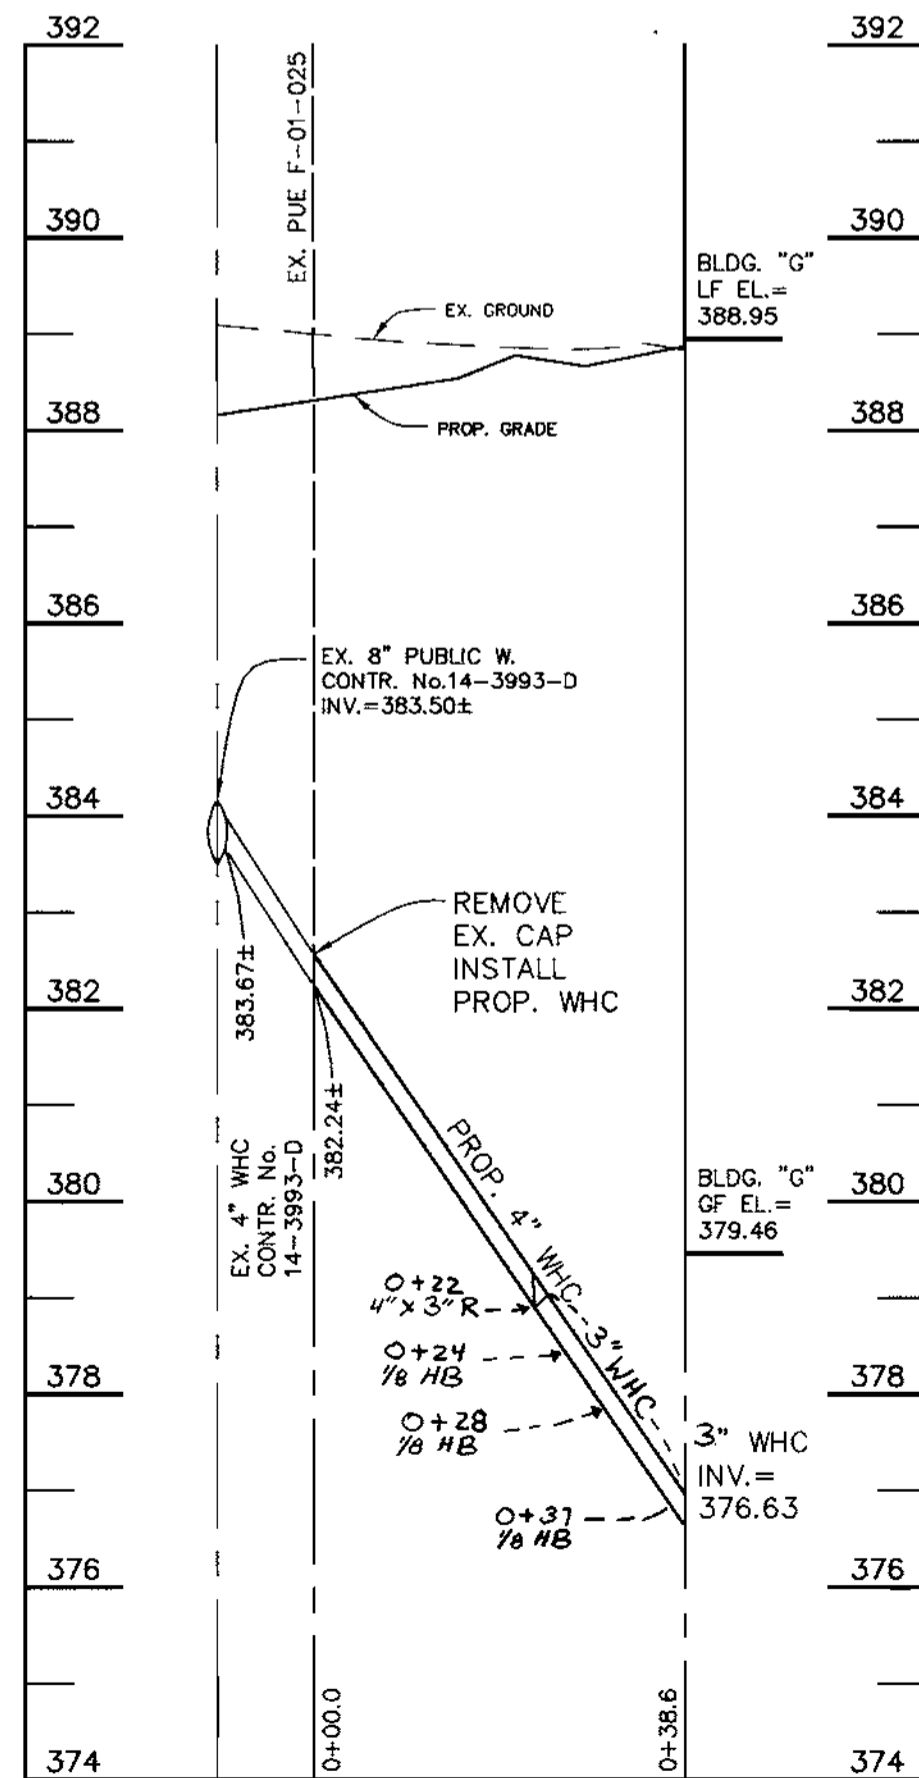 392
392
EX. PUE F-01-025
390
390
BLDG. "G"
LF EL.=
388.95
EX. GROUND
388
388
PROP. GRADE
386
386
EX. 8" PUBLIC W.
CONTR. No.14-3993-D
INV.=383.50±
384
384
REMOVE
EX. CAP
INSTALL
PROP. WHC
383.67±
382
382
382.24±
EX. 4" WHC
CONTR. No.
14-3993-D
PROP. 4" WHC
380
380
BLDG. "G"
GF EL.=
379.46
0+22
4" X 3" R
3" WHC
0+24
1/8 HB
378
378
0+28
1/8 HB
3" WHC
INV.=
376.63
0+37
1/8 HB
376
376
0+00.0
0+38.6
374
374